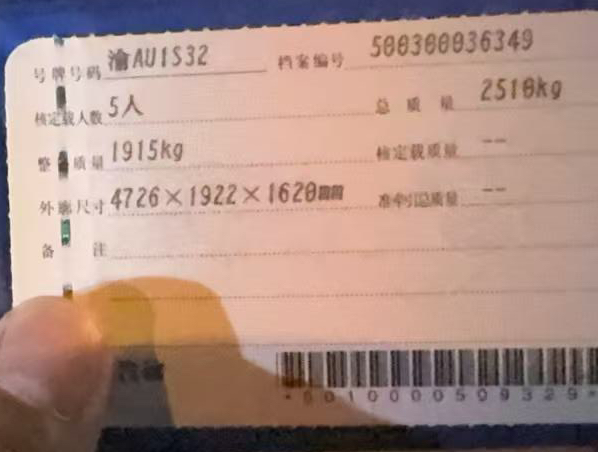 号牌号码 渝AU1S32 档案编号 500300036349
核定载人数 5人 总质量 2510kg
整备质量 1915kg 核定载质量 --
外廓尺寸 4726×1922×1620mm 准牵引总质量 --
备注
*5010000509329*